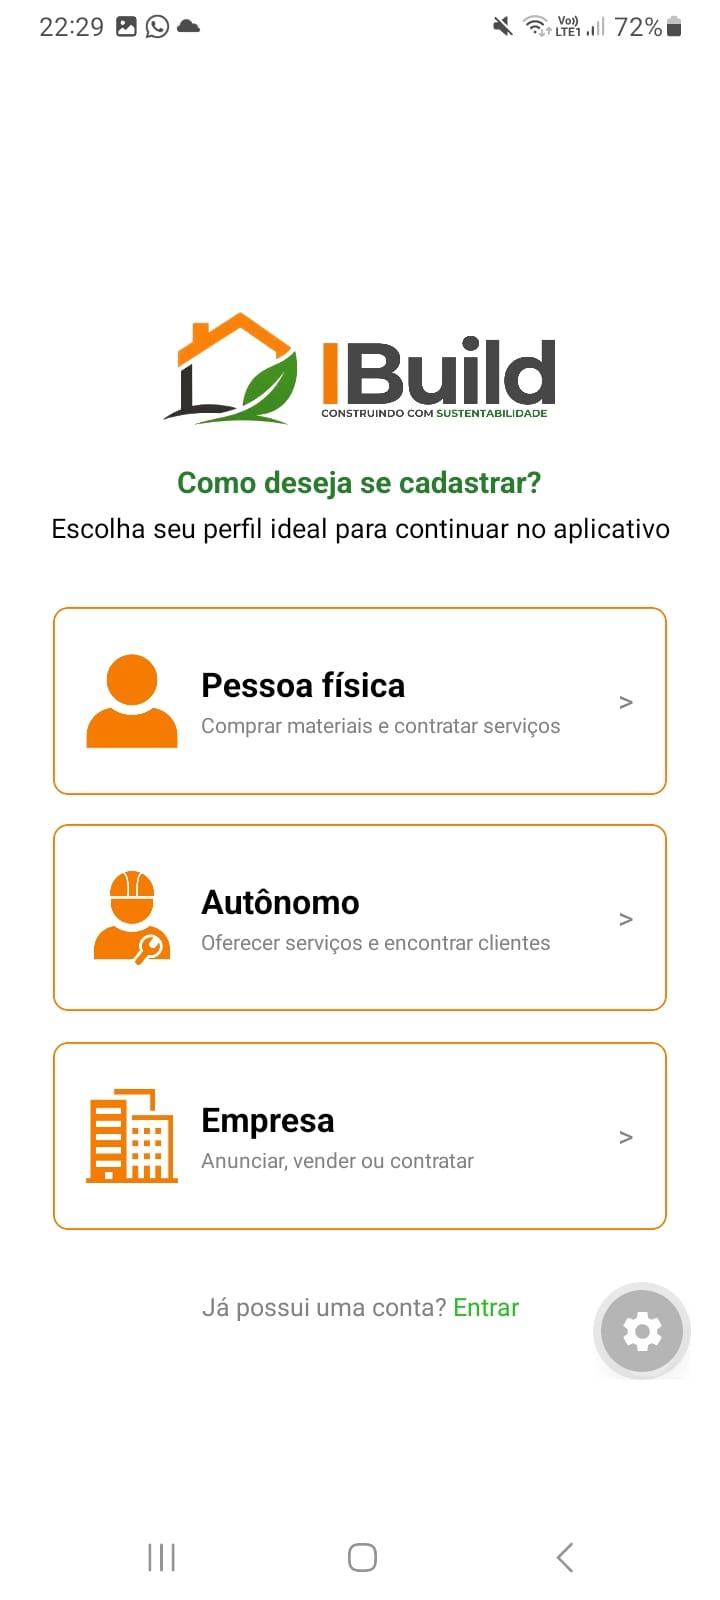 22:29
Vo)) LTE1 72%
IBuild
CONSTRUINDO COM SUSTENTABILIDADE
Como deseja se cadastrar?
Escolha seu perfil ideal para continuar no aplicativo
Pessoa física
Comprar materiais e contratar serviços
>
Autônomo
Oferecer serviços e encontrar clientes
>
Empresa
Anunciar, vender ou contratar
>
Já possui uma conta? Entrar